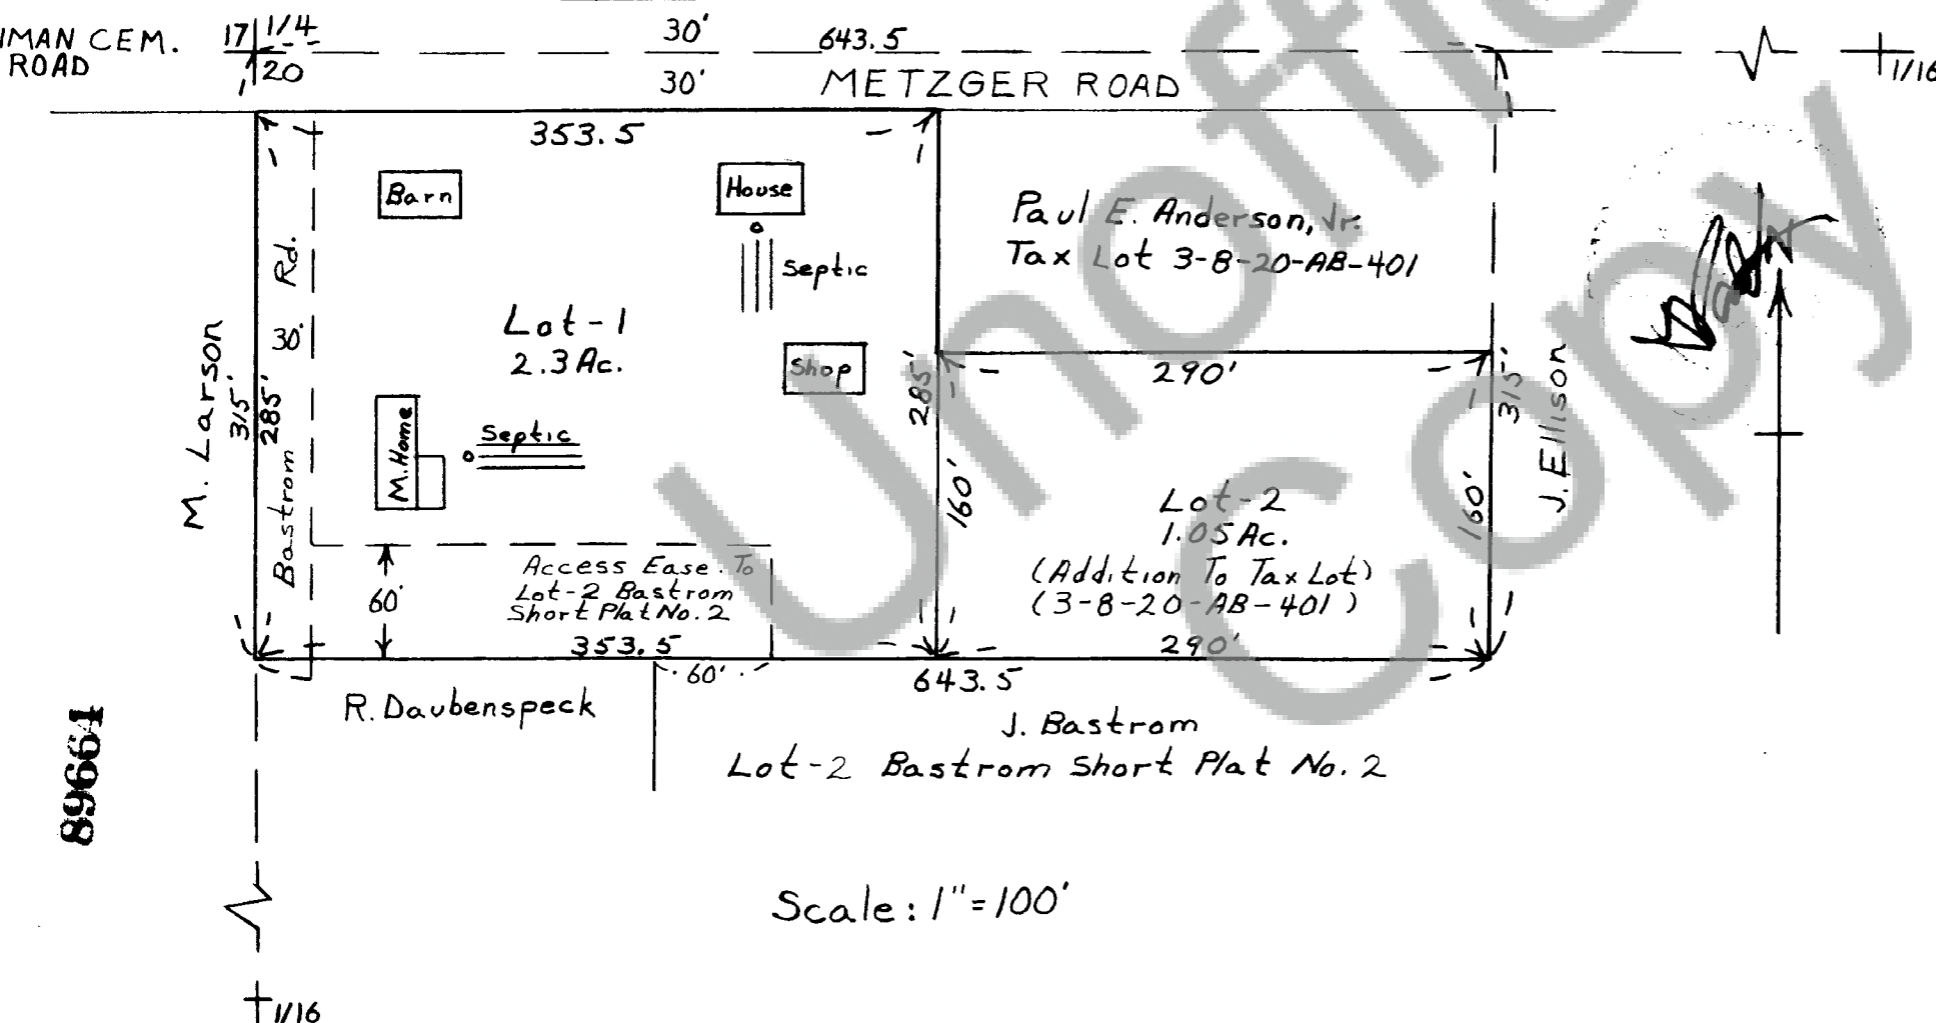 IMAN CEM.
ROAD
17 1/4
20
30'
643.5
30'
METZGER ROAD
1/16
353.5
Barn
House
Septic
Paul E. Anderson, Jr.
Tax Lot 3-8-20-AB-401
Lot-1
2.3 Ac.
Shop
M. Larson
315'
285'
Bastrom 30' Rd.
M. Home
Septic
285'
160'
290'
315'
160'
J. Ellison
Lot-2
1.05 Ac.
(Addition To Tax Lot)
(3-8-20-AB-401)
290'
60'
Access Ease. To
Lot-2 Bastrom
Short Plat No. 2
353.5
60'
643.5
R. Daubenspeck
J. Bastrom
Lot-2 Bastrom Short Plat No. 2
89661
Scale: 1"=100'
1/16
Unoffi
Copy